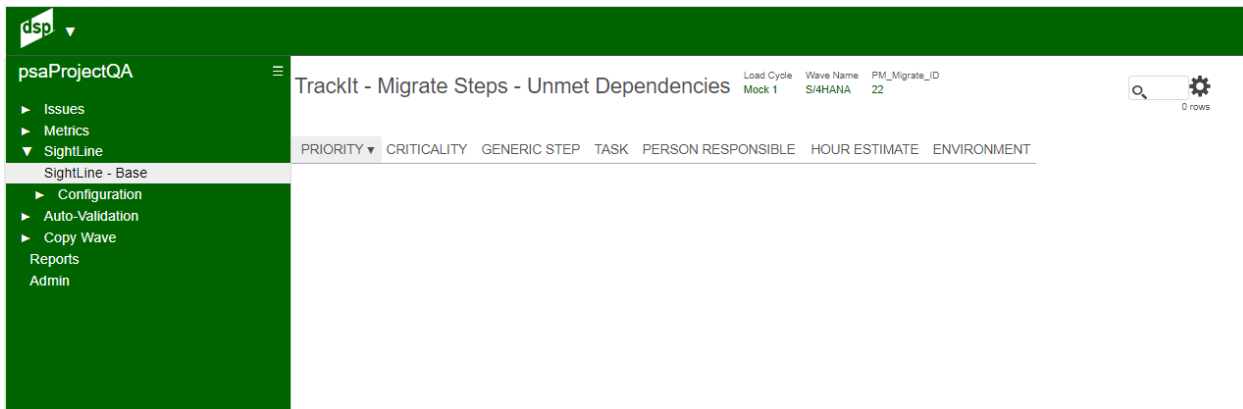 dsp
psaProjectQA
Issues
Metrics
SightLine
SightLine - Base
Configuration
Auto-Validation
Copy Wave
Reports
Admin
TrackIt - Migrate Steps - Unmet Dependencies
Load Cycle Wave Name PM_Migrate_ID
Mock 1 S/4HANA 22
0 rows
PRIORITY CRITICALITY GENERIC STEP TASK PERSON RESPONSIBLE HOUR ESTIMATE ENVIRONMENT